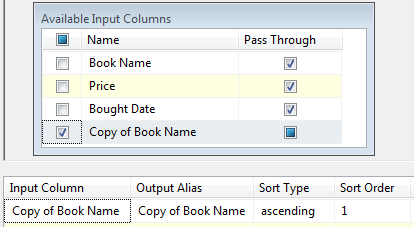 Available Input Columns
Name Pass Through
Book Name
Price
Bought Date
Copy of Book Name
Input Column Output Alias Sort Type Sort Order
Copy of Book Name Copy of Book Name ascending 1